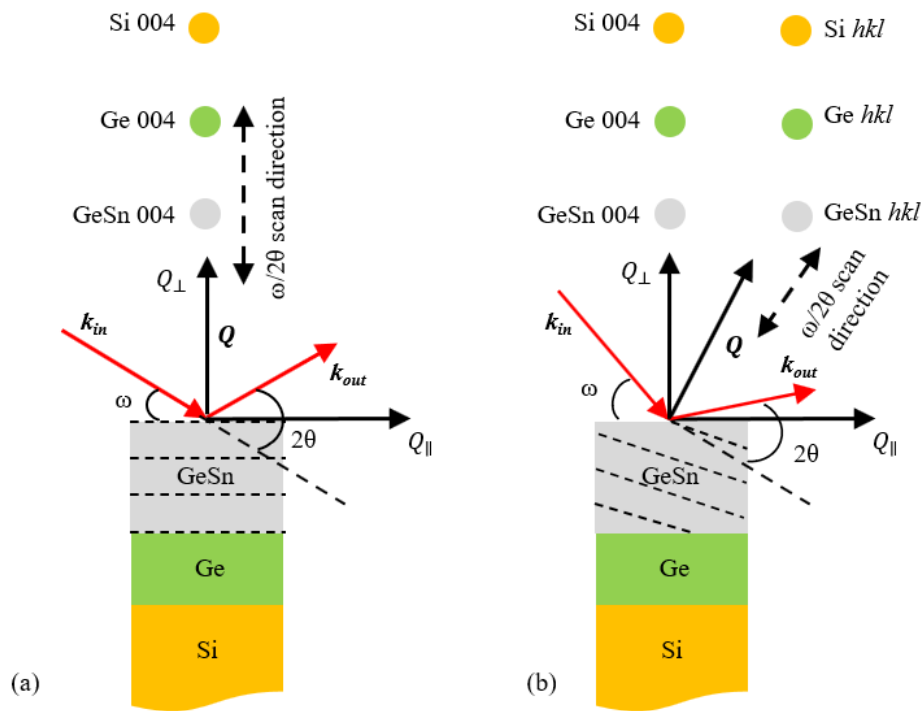 Si 004
Ge 004
GeSn 004
ω/2θ scan direction
Q⊥
Q
k_in
k_out
ω
2θ
Q∥
GeSn
Ge
Si
(a)
Si 004
Si hkl
Ge 004
Ge hkl
GeSn 004
GeSn hkl
ω/2θ scan
direction
Q⊥
Q
k_in
k_out
ω
2θ
Q∥
GeSn
Ge
Si
(b)